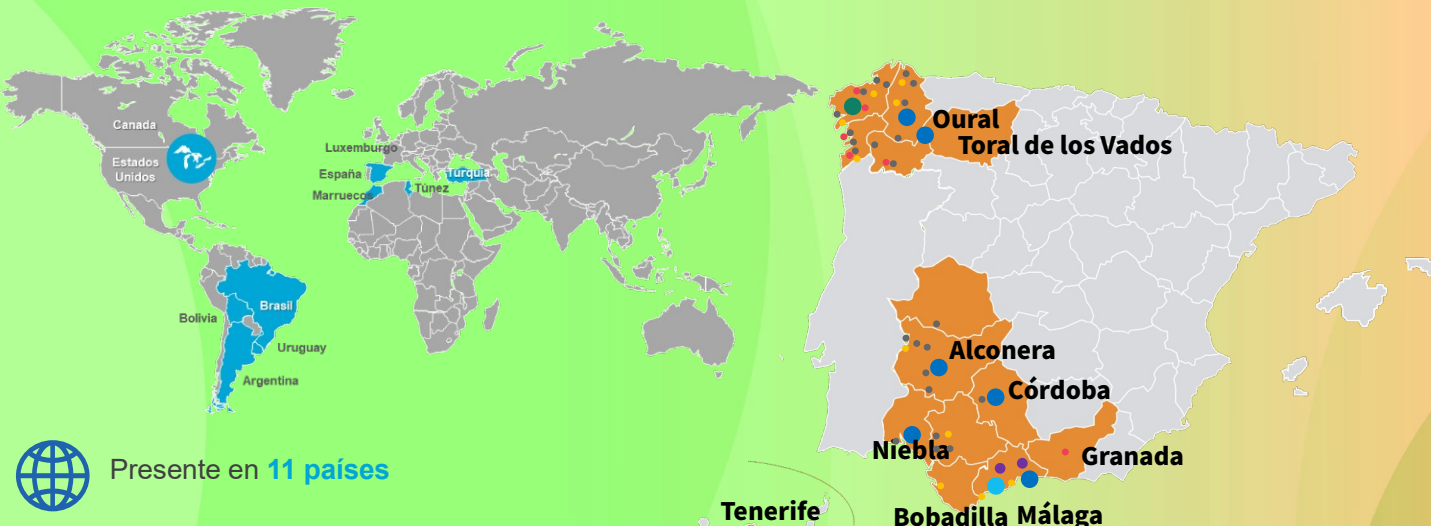 Canada
Estados
Unidos
Luxemburgo
España
Turquía
Marruecos
Túnez
Brasil
Bolivia
Uruguay
Argentina
Presente en 11 países
Oural
Toral de los Vados
Alconera
Córdoba
Niebla
Granada
Tenerife
Bobadilla
Málaga